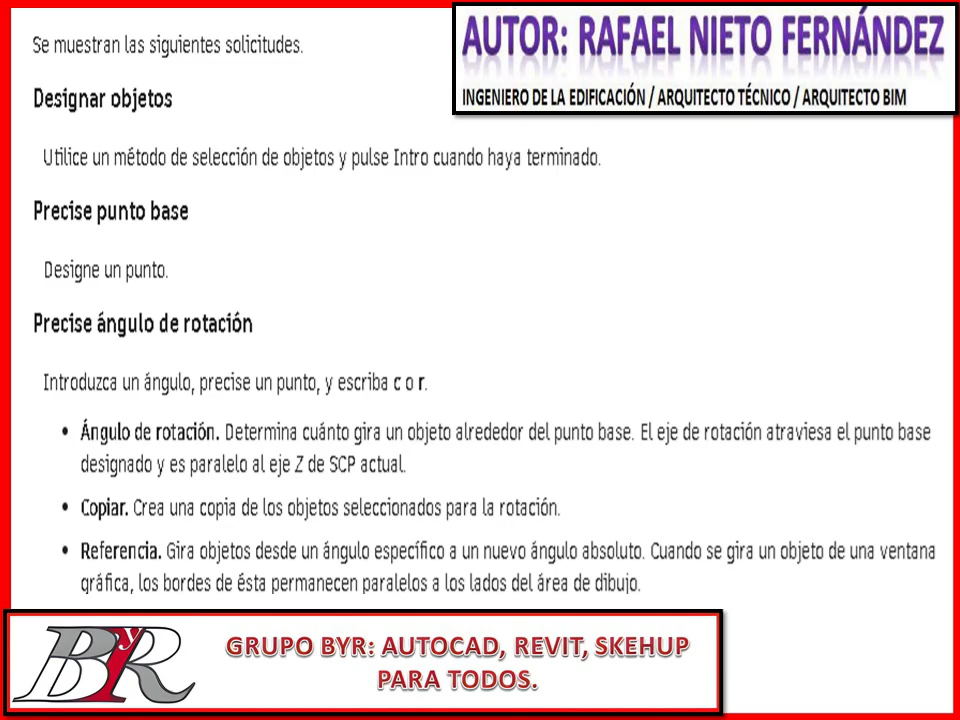 AUTOR: RAFAEL NIETO FERNÁNDEZ
INGENIERO DE LA EDIFICACIÓN / ARQUITECTO TÉCNICO / ARQUITECTO BIM
Se muestran las siguientes solicitudes.
Designar objetos
Utilice un método de selección de objetos y pulse Intro cuando haya terminado.
Precise punto base
Designe un punto.
Precise ángulo de rotación
Introduzca un ángulo, precise un punto, y escriba c o r.
• Ángulo de rotación. Determina cuánto gira un objeto alrededor del punto base. El eje de rotación atraviesa el punto base
designado y es paralelo al eje Z de SCP actual.
• Copiar. Crea una copia de los objetos seleccionados para la rotación.
• Referencia. Gira objetos desde un ángulo específico a un nuevo ángulo absoluto. Cuando se gira un objeto de una ventana
gráfica, los bordes de ésta permanecen paralelos a los lados del área de dibujo.
ByR
GRUPO BYR: AUTOCAD, REVIT, SKEHUP
PARA TODOS.